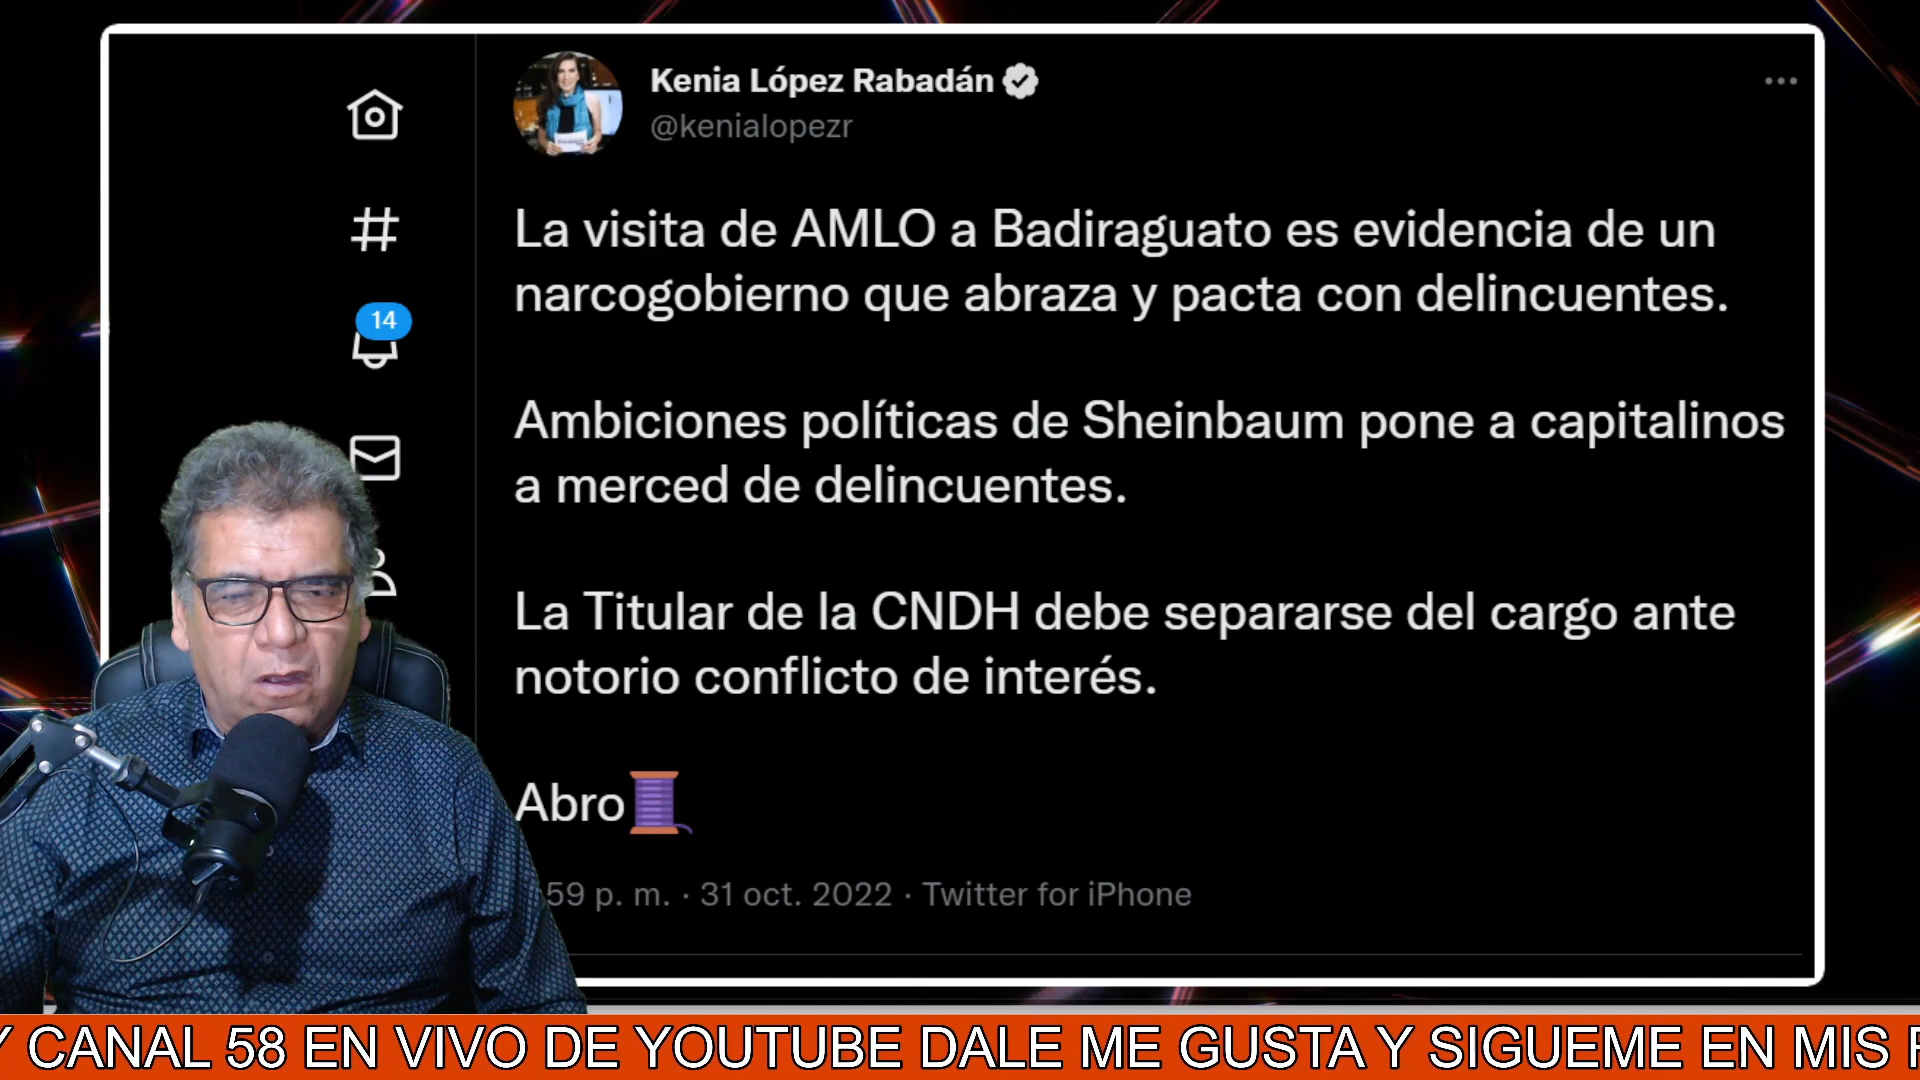 Kenia López Rabadán
@kenialopezr
La visita de AMLO a Badiraguato es evidencia de un
narcogobierno que abraza y pacta con delincuentes.
14
Ambiciones políticas de Sheinbaum pone a capitalinos
a merced de delincuentes.
La Titular de la CNDH debe separarse del cargo ante
notorio conflicto de interés.
Abro
59 p. m. · 31 oct. 2022 · Twitter for iPhone
Y CANAL 58 EN VIVO DE YOUTUBE DALE ME GUSTA Y SIGUEME EN MIS